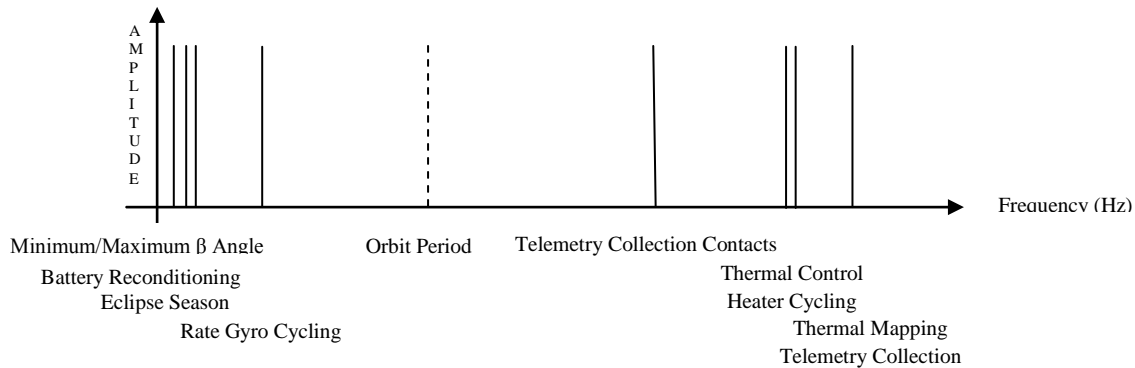 AMPLITUDE
Frequency (Hz)
Minimum/Maximum β Angle
Orbit Period
Telemetry Collection Contacts
Battery Reconditioning
Thermal Control
Eclipse Season
Heater Cycling
Rate Gyro Cycling
Thermal Mapping
Telemetry Collection